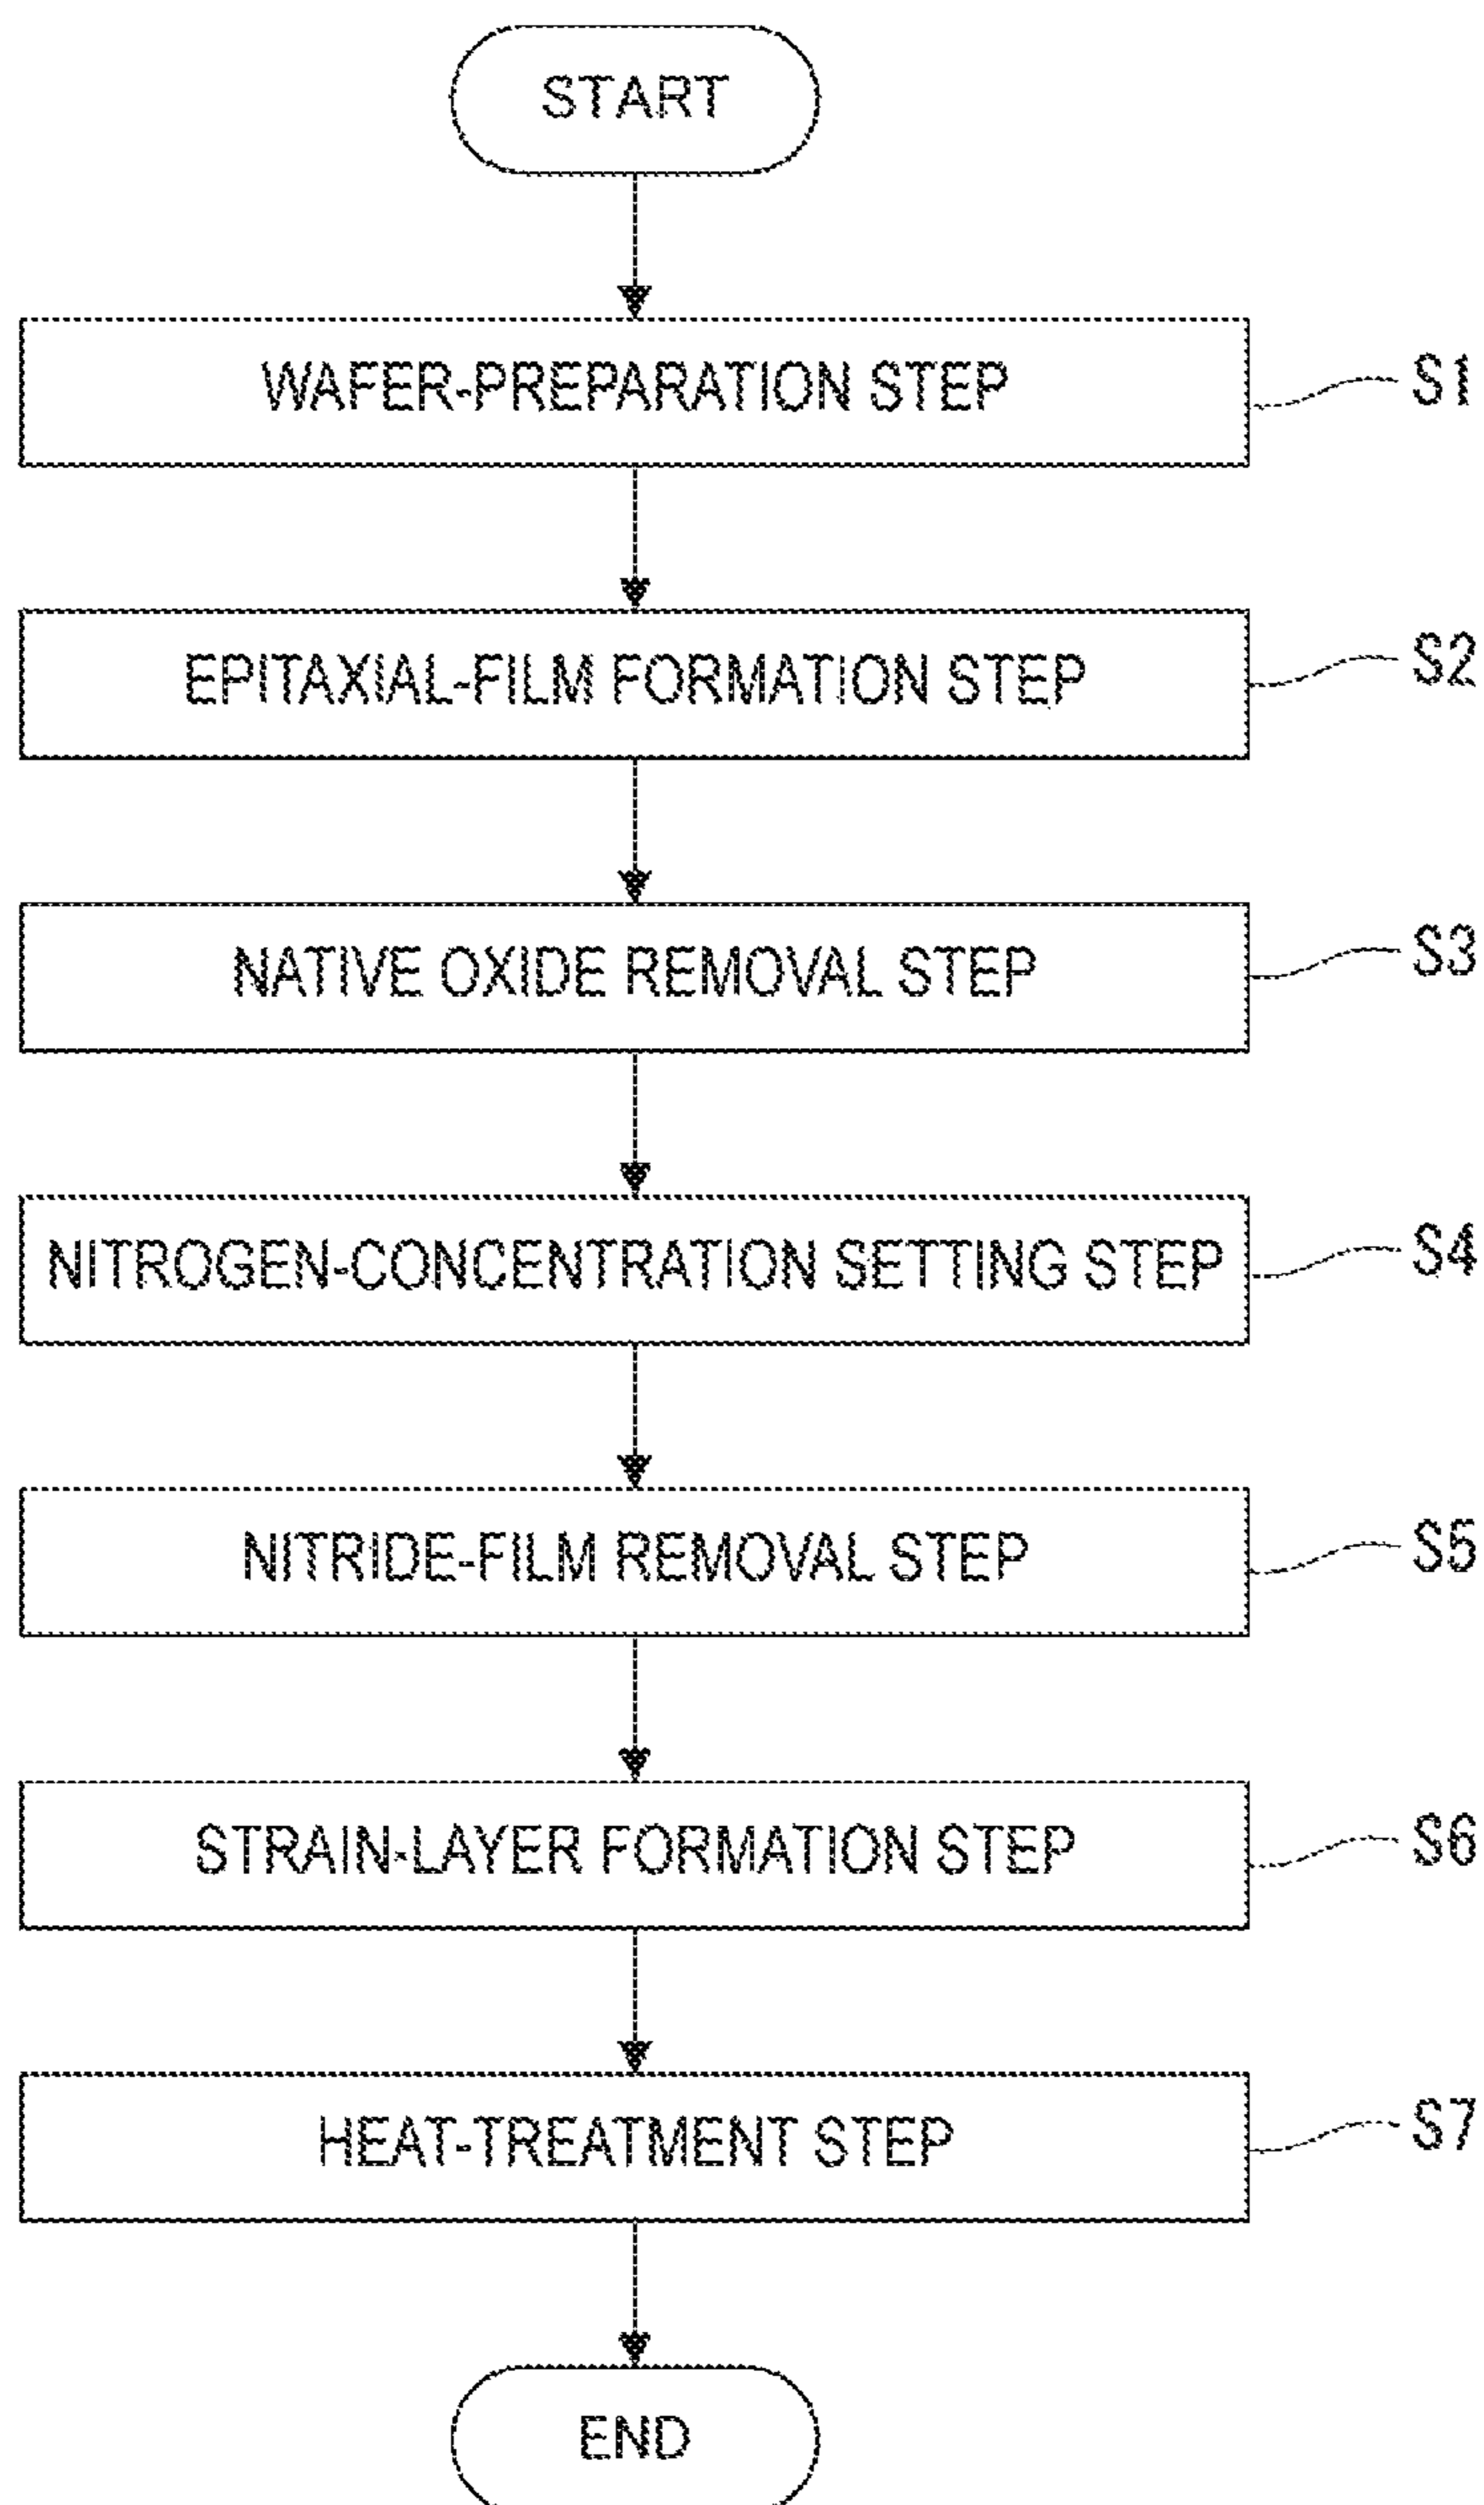 START
WAFER-PREPARATION STEP S1
EPITAXIAL-FILM FORMATION STEP S2
NATIVE OXIDE REMOVAL STEP S3
NITROGEN-CONCENTRATION SETTING STEP S4
NITRIDE-FILM REMOVAL STEP S5
STRAIN-LAYER FORMATION STEP S6
HEAT-TREATMENT STEP S7
END